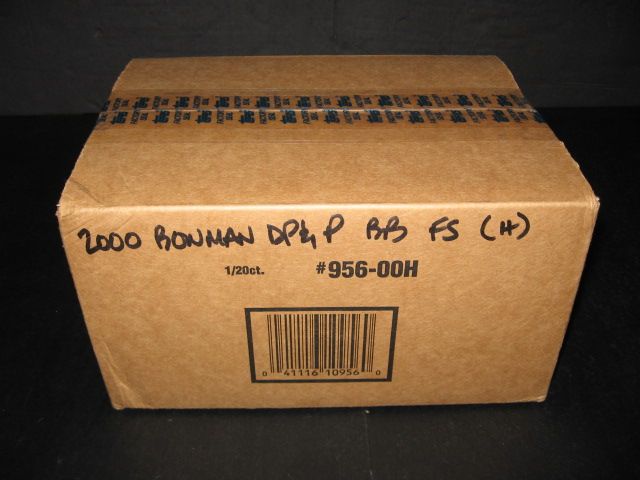 2000 BOWMAN DP&P BB FS (H)
1/20ct. #956-00H
0 41116 10956 0